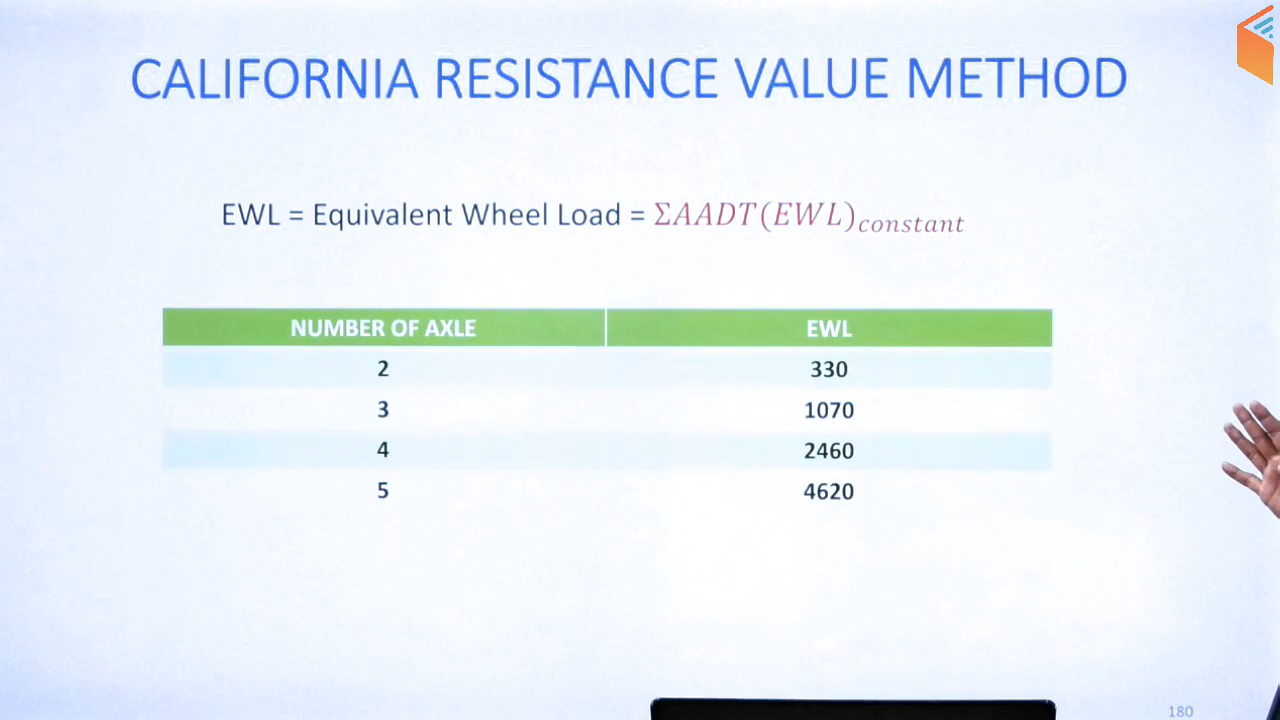 CALIFORNIA RESISTANCE VALUE METHOD
EWL = Equivalent Wheel Load = ΣAADT(EWL)constant
NUMBER OF AXLE EWL
2 330
3 1070
4 2460
5 4620
180